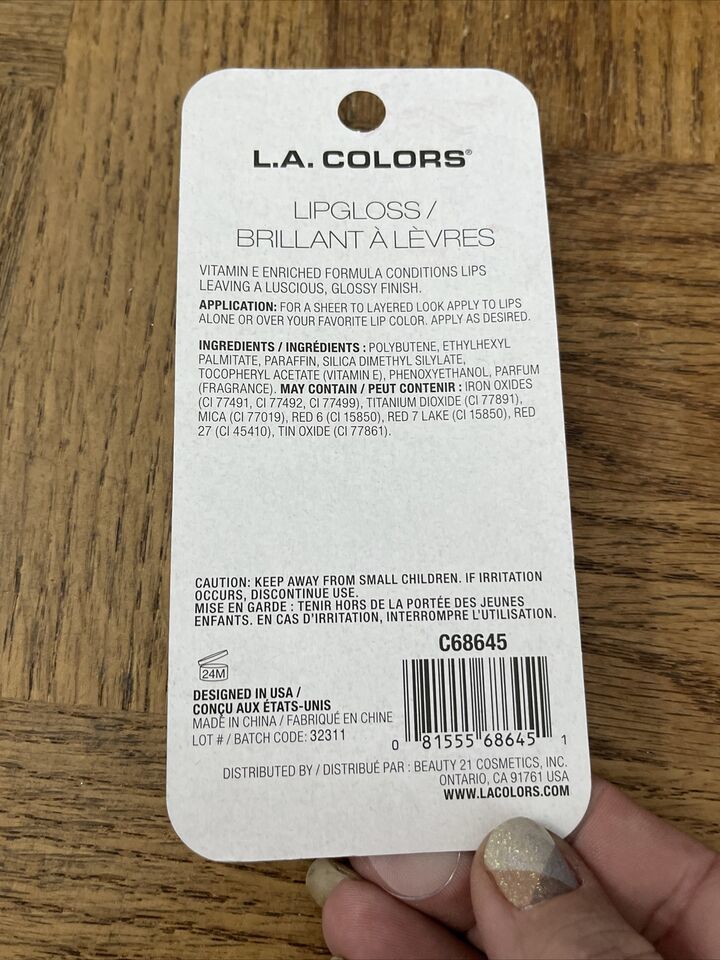 L.A. COLORS®
LIPGLOSS /
BRILLANT À LÈVRES
VITAMIN E ENRICHED FORMULA CONDITIONS LIPS
LEAVING A LUSCIOUS, GLOSSY FINISH.
APPLICATION: FOR A SHEER TO LAYERED LOOK APPLY TO LIPS
ALONE OR OVER YOUR FAVORITE LIP COLOR. APPLY AS DESIRED.
INGREDIENTS / INGRÉDIENTS : POLYBUTENE, ETHYLHEXYL
PALMITATE, PARAFFIN, SILICA DIMETHYL SILYLATE,
TOCOPHERYL ACETATE (VITAMIN E), PHENOXYETHANOL, PARFUM
(FRAGRANCE). MAY CONTAIN / PEUT CONTENIR : IRON OXIDES
(CI 77491, CI 77492, CI 77499), TITANIUM DIOXIDE (CI 77891),
MICA (CI 77019), RED 6 (CI 15850), RED 7 LAKE (CI 15850), RED
27 (CI 45410), TIN OXIDE (CI 77861).
CAUTION: KEEP AWAY FROM SMALL CHILDREN. IF IRRITATION
OCCURS, DISCONTINUE USE.
MISE EN GARDE : TENIR HORS DE LA PORTÉE DES JEUNES
ENFANTS. EN CAS D'IRRITATION, INTERROMPRE L'UTILISATION.
C68645
24M
DESIGNED IN USA /
CONÇU AUX ÉTATS-UNIS
MADE IN CHINA / FABRIQUÉ EN CHINE
LOT # / BATCH CODE: 32311
0 81555 68645 1
DISTRIBUTED BY / DISTRIBUÉ PAR : BEAUTY 21 COSMETICS, INC.
ONTARIO, CA 91761 USA
WWW.LACOLORS.COM